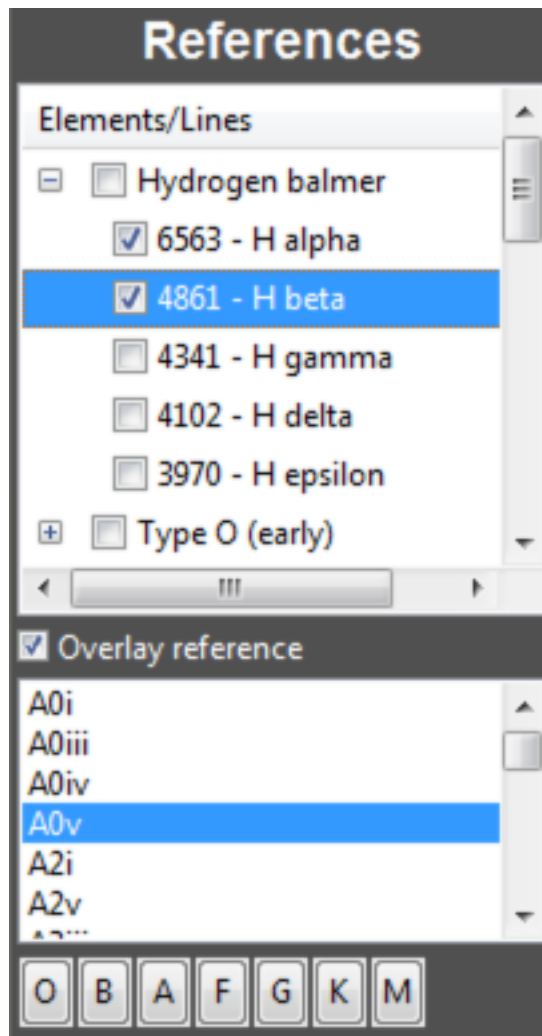 References
Elements/Lines
Hydrogen balmer
6563 - H alpha
4861 - H beta
4341 - H gamma
4102 - H delta
3970 - H epsilon
Type O (early)
Overlay reference
A0i
A0iii
A0iv
A0v
A2i
A2v
O B A F G K M